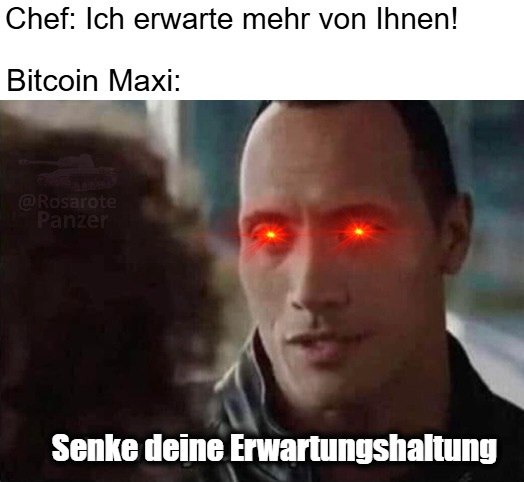 Chef: Ich erwarte mehr von Ihnen!
Bitcoin Maxi:
@Rosarote
Panzer
Senke deine Erwartungshaltung